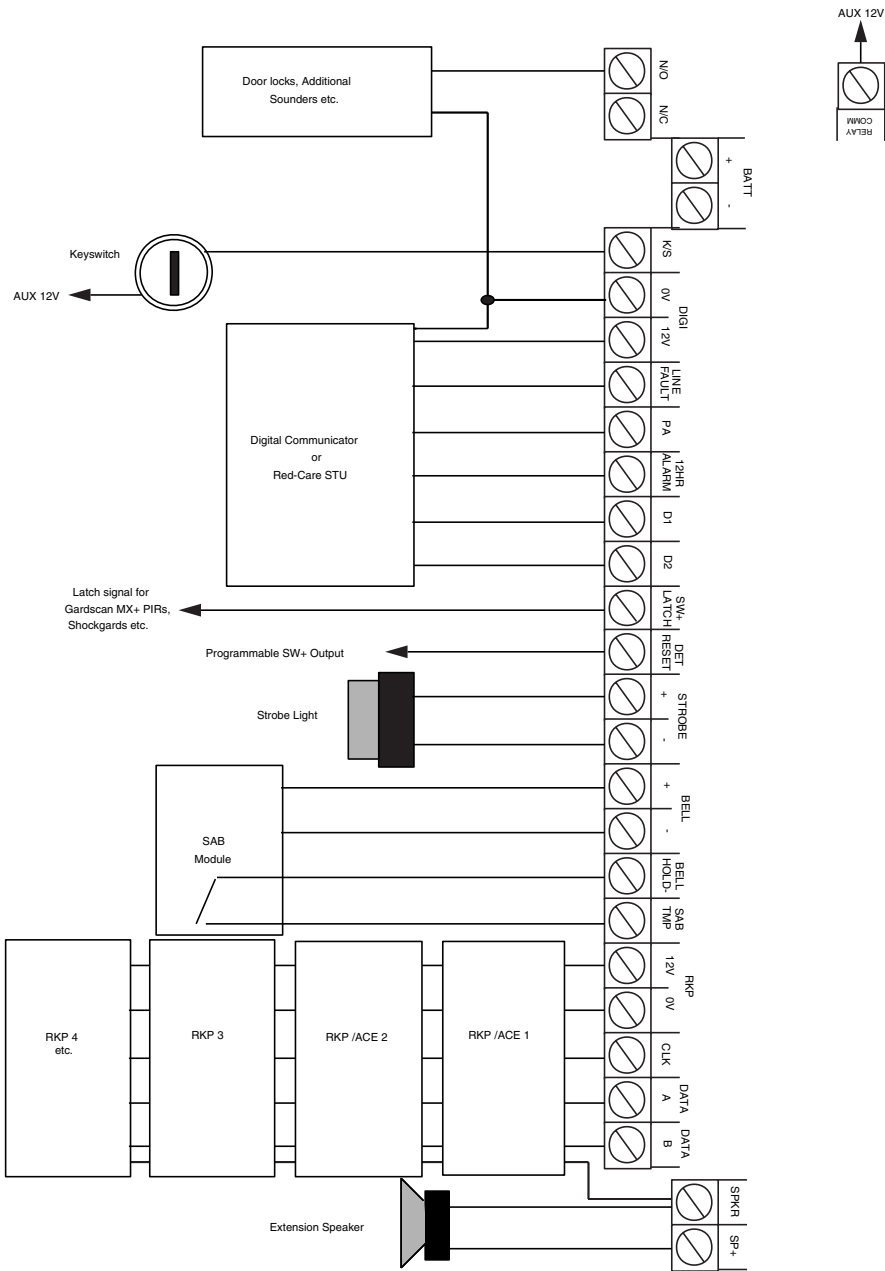 AUX 12V
RELAY
COMM
Door locks, Additional
Sounders etc.
N/O
N/C
+
-
BATT
Keyswitch
AUX 12V
K/S
0V
12V
DIGI
LINE
FAULT
PA
12HR
ALARM
D1
D2
Digital Communicator
or
Red-Care STU
Latch signal for
Gardscan MX+ PIRs,
Shockgards etc.
SW+
LATCH
Programmable SW+ Output
DET
RESET
Strobe Light
+
-
STROBE
+
-
BELL
SAB
Module
BELL
HOLD-
SAB
TMP
12V
0V
RKP
CLK
DATA
A
DATA
B
RKP 4
etc.
RKP 3
RKP /ACE 2
RKP /ACE 1
Extension Speaker
SPKR
SP+